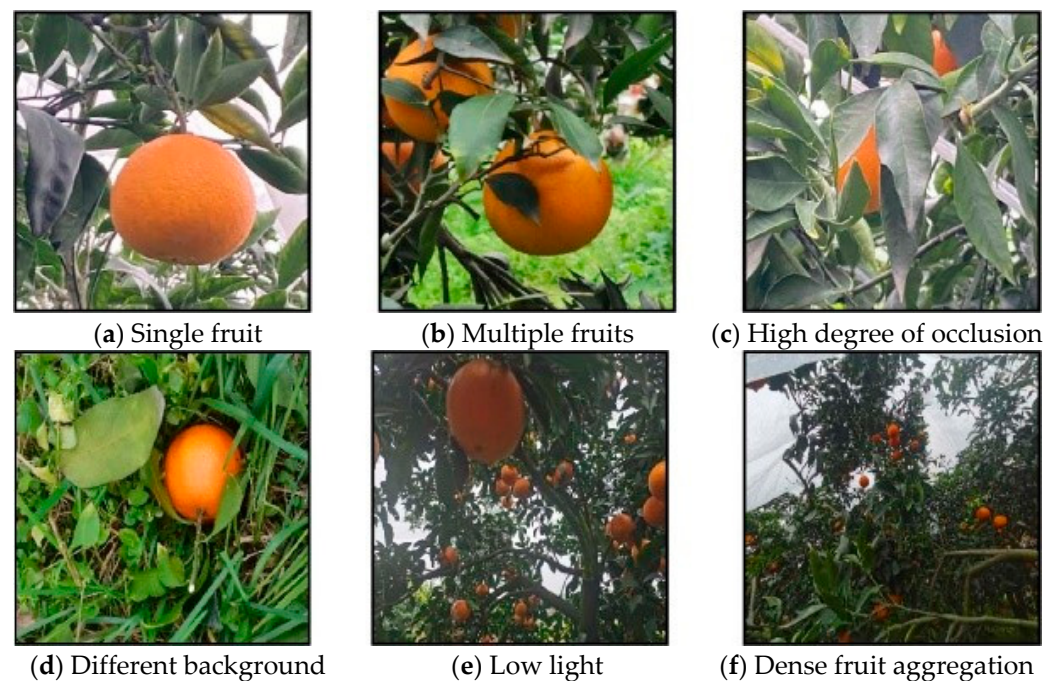 (a) Single fruit
(b) Multiple fruits
(c) High degree of occlusion
(d) Different background
(e) Low light
(f) Dense fruit aggregation